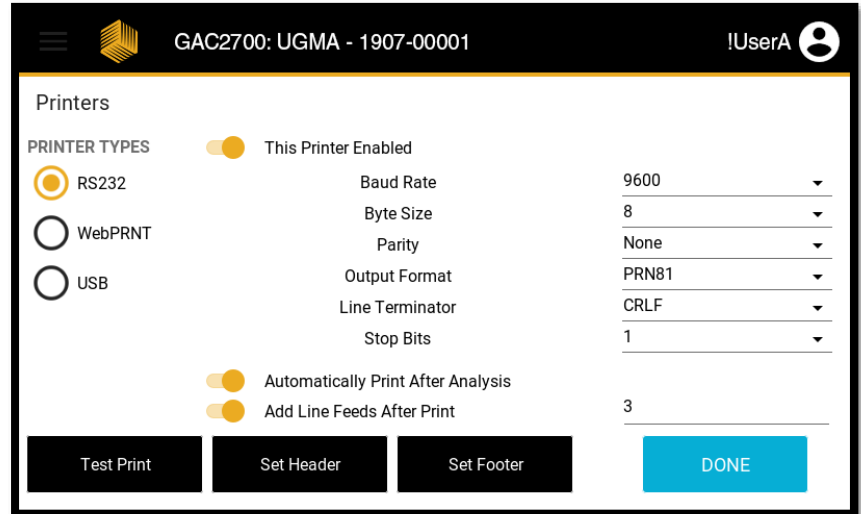 GAC2700: UGMA - 1907-00001 !UserA
Printers
PRINTER TYPES This Printer Enabled
RS232 Baud Rate 9600
Byte Size 8
WebPRNT Parity None
Output Format PRN81
USB
Line Terminator CRLF
Stop Bits 1
Automatically Print After Analysis
Add Line Feeds After Print 3
Test Print Set Header Set Footer DONE